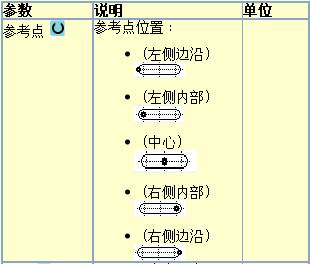 参数 说明 单位
参考点 参考点位置：
（左侧边沿）
（左侧内部）
（中心）
（右侧内部）
（右侧边沿）